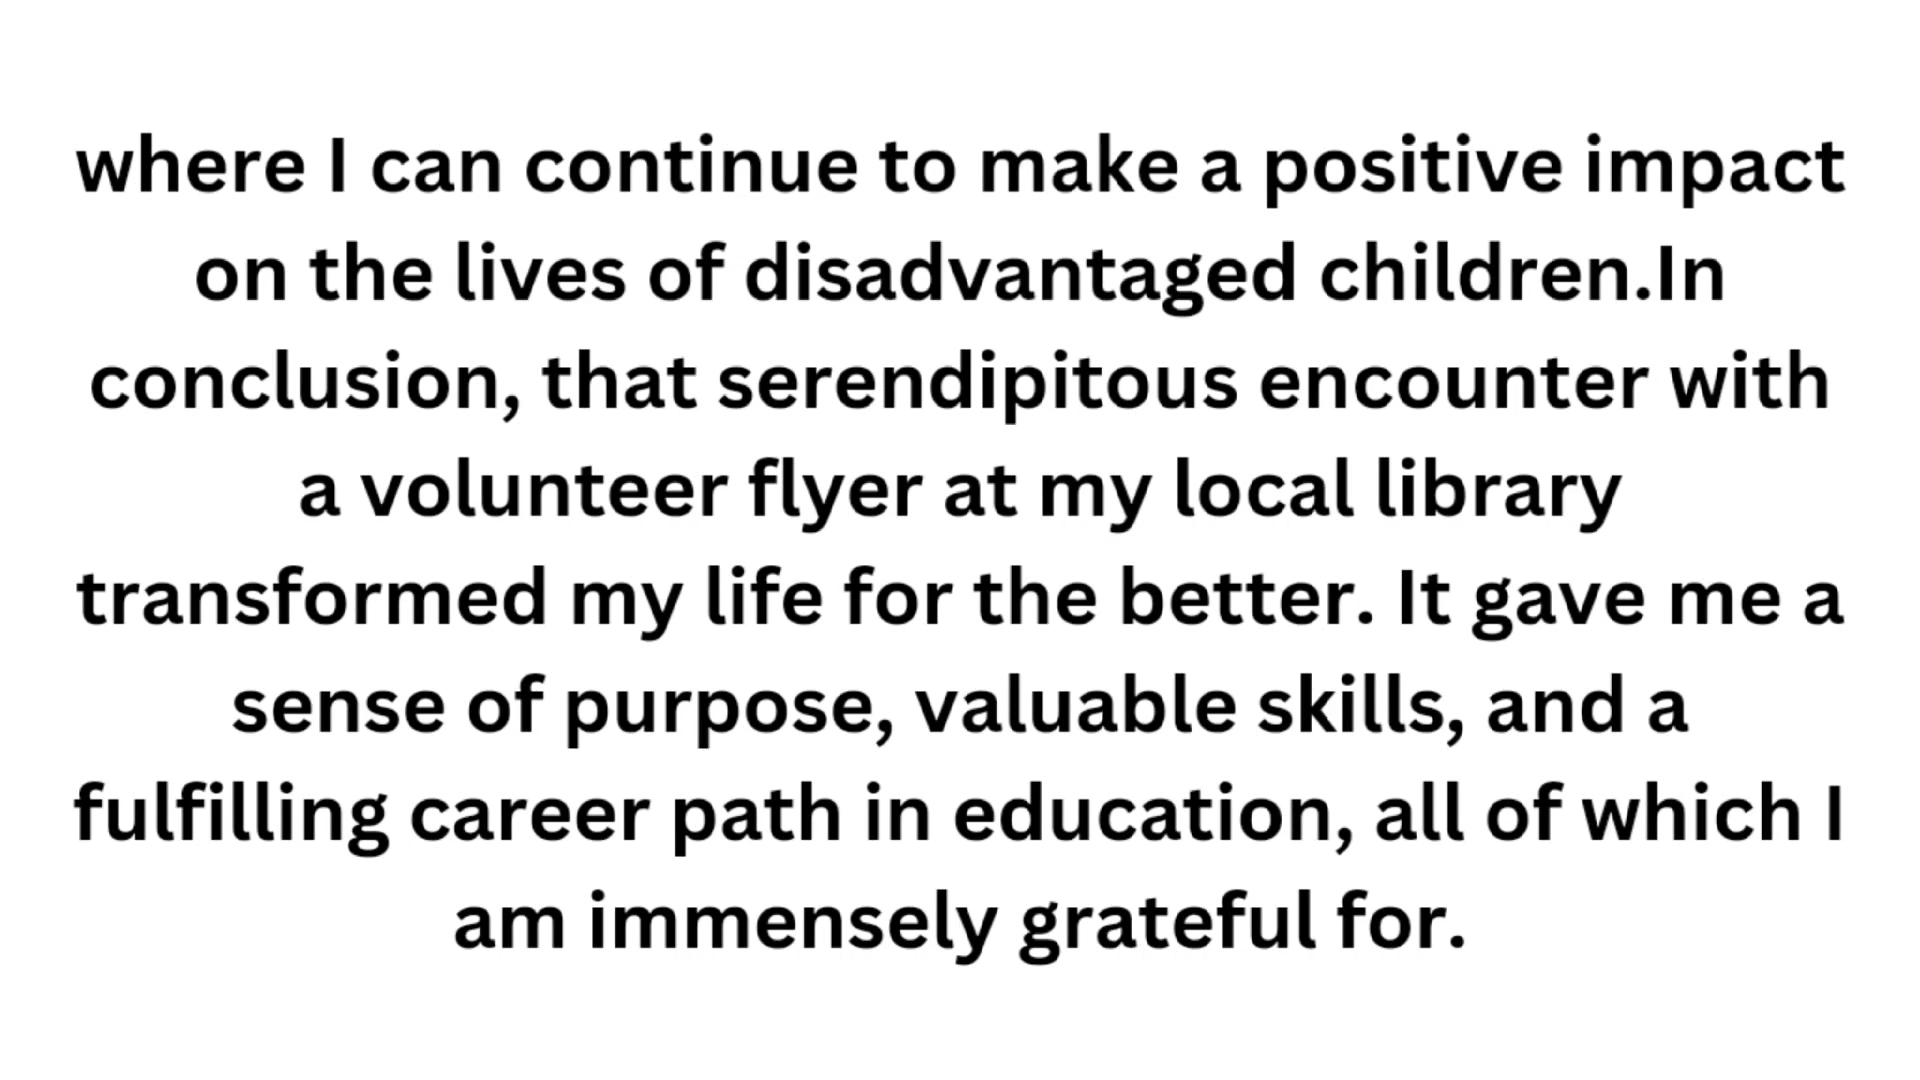 where I can continue to make a positive impact
on the lives of disadvantaged children.In
conclusion, that serendipitous encounter with
a volunteer flyer at my local library
transformed my life for the better. It gave me a
sense of purpose, valuable skills, and a
fulfilling career path in education, all of which I
am immensely grateful for.